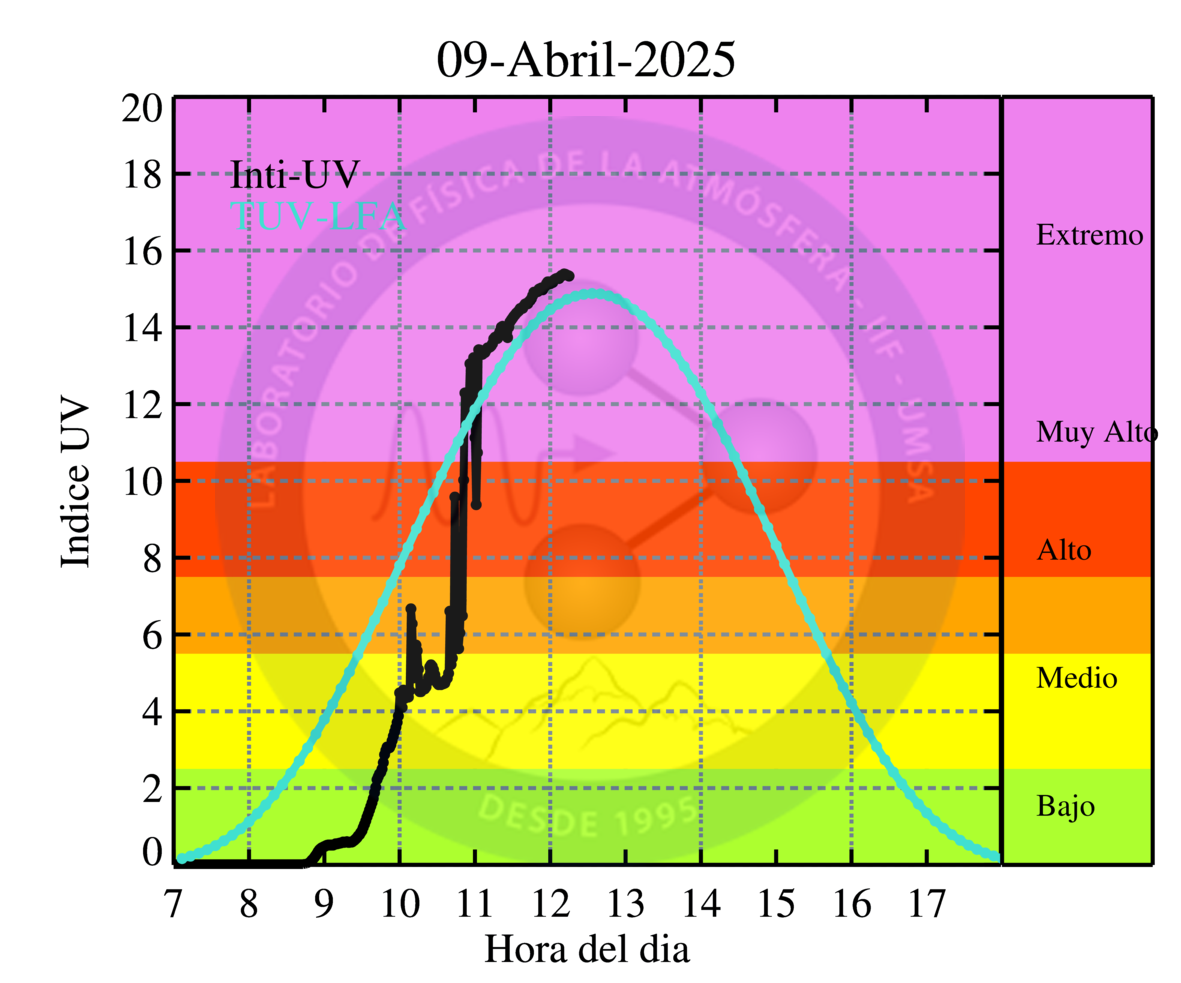 09-Abril-2025
Inti-UV
TUV-LFA
Indice UV
20
18
16
14
12
10
8
6
4
2
0
7 8 9 10 11 12 13 14 15 16 17
Hora del dia
Extremo
Muy Alto
Alto
Medio
Bajo
LABORATORIO DE FÍSICA DE LA ATMÓSFERA - IIF - UMSA
DESDE 1995